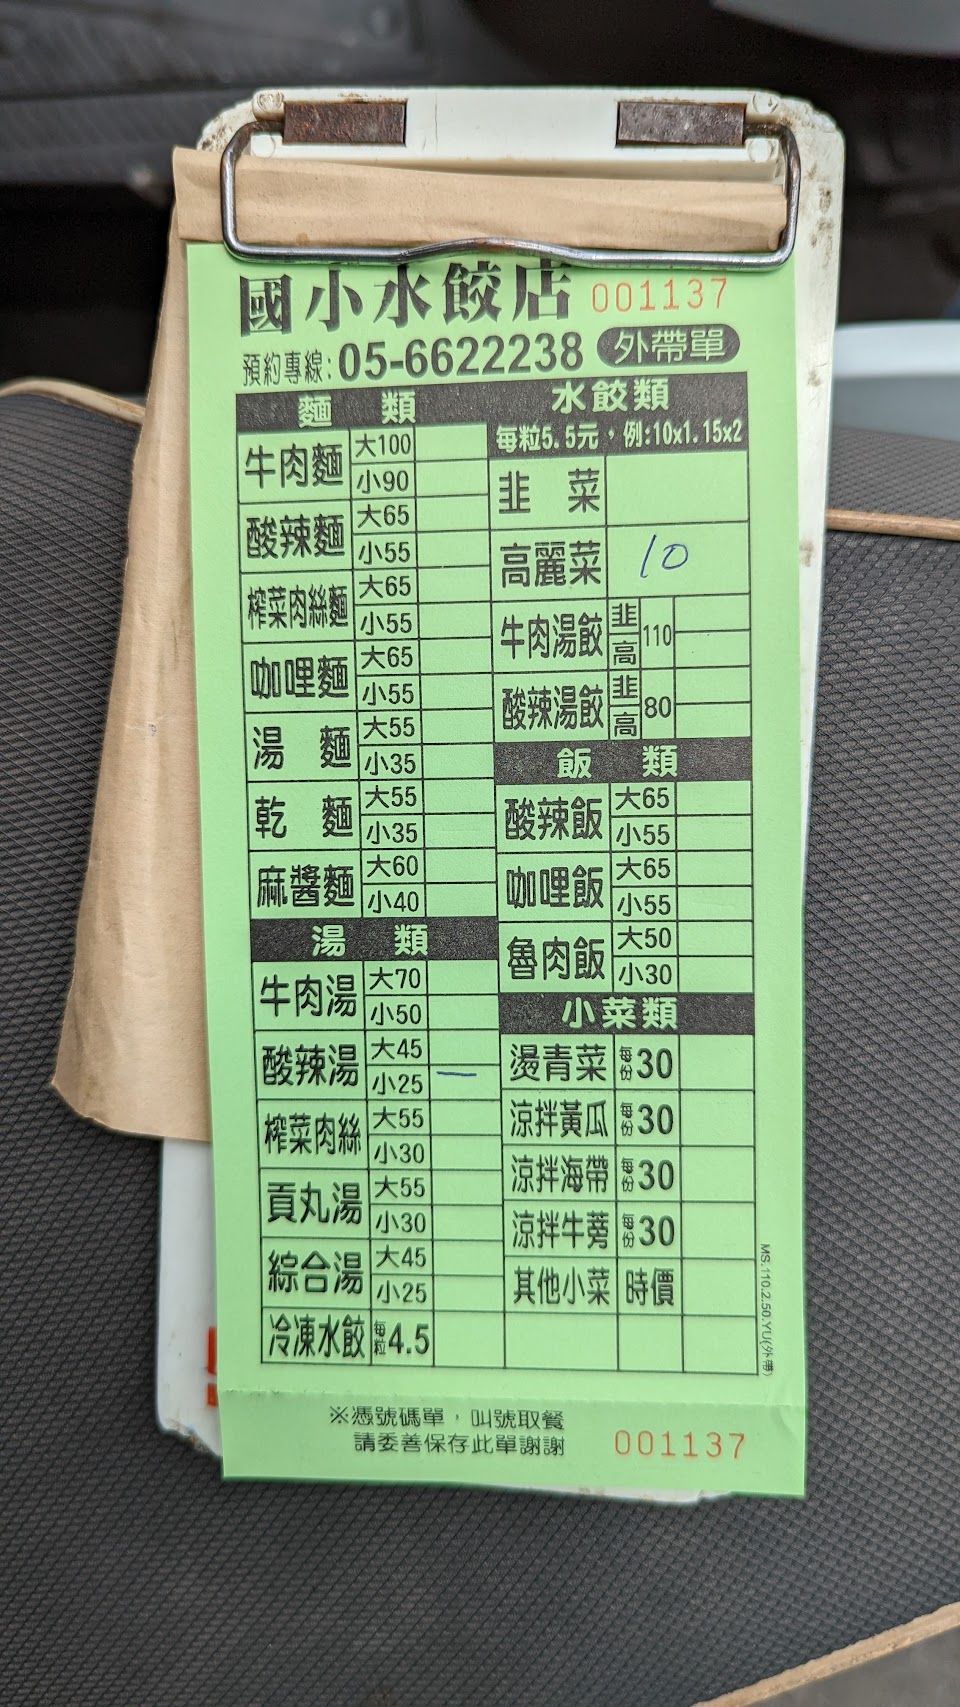 國小水餃店 001137
預約專線:05-6622238 外帶單
麵 類
牛肉麵 大100
小90
酸辣麵 大65
小55
榨菜肉絲麵 大65
小55
咖哩麵 大65
小55
湯 麵 大55
小35
乾 麵 大55
小35
麻醬麵 大60
小40
湯 類
牛肉湯 大70
小50
酸辣湯 大45
小25 一
榨菜肉絲 大55
小30
貢丸湯 大55
小30
綜合湯 大45
小25
冷凍水餃 每粒4.5
水餃類
每粒5.5元,例:10x1.15x2
韭 菜
高麗菜 10
牛肉湯餃 韭 110
高
酸辣湯餃 韭 80
高
飯 類
酸辣飯 大65
小55
咖哩飯 大65
小55
魯肉飯 大50
小30
小菜類
燙青菜 每份30
涼拌黃瓜 每份30
涼拌海帶 每份30
涼拌牛蒡 每份30
其他小菜 時價
MS.110.2.50.YU(外帶)
※憑號碼單,叫號取餐
請委善保存此單謝謝 001137